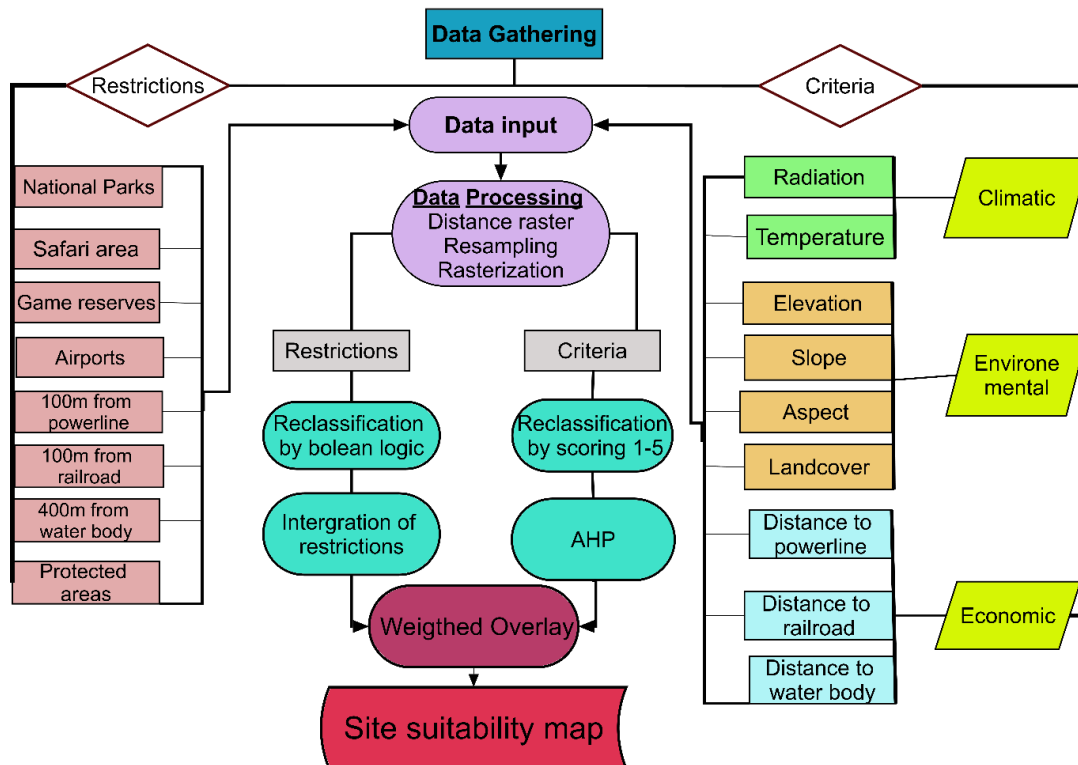 Data Gathering
Restrictions
Criteria
Data input
National Parks
Safari area
Game reserves
Airports
100m from
powerline
100m from
railroad
400m from
water body
Protected
areas
Data Processing
Distance raster
Resampling
Rasterization
Restrictions
Criteria
Reclassification
by bolean logic
Reclassification
by scoring 1-5
Intergration of
restrictions
AHP
Weigthed Overlay
Site suitability map
Radiation
Temperature
Climatic
Elevation
Slope
Aspect
Landcover
Environe
mental
Distance to
powerline
Distance to
railroad
Distance to
water body
Economic